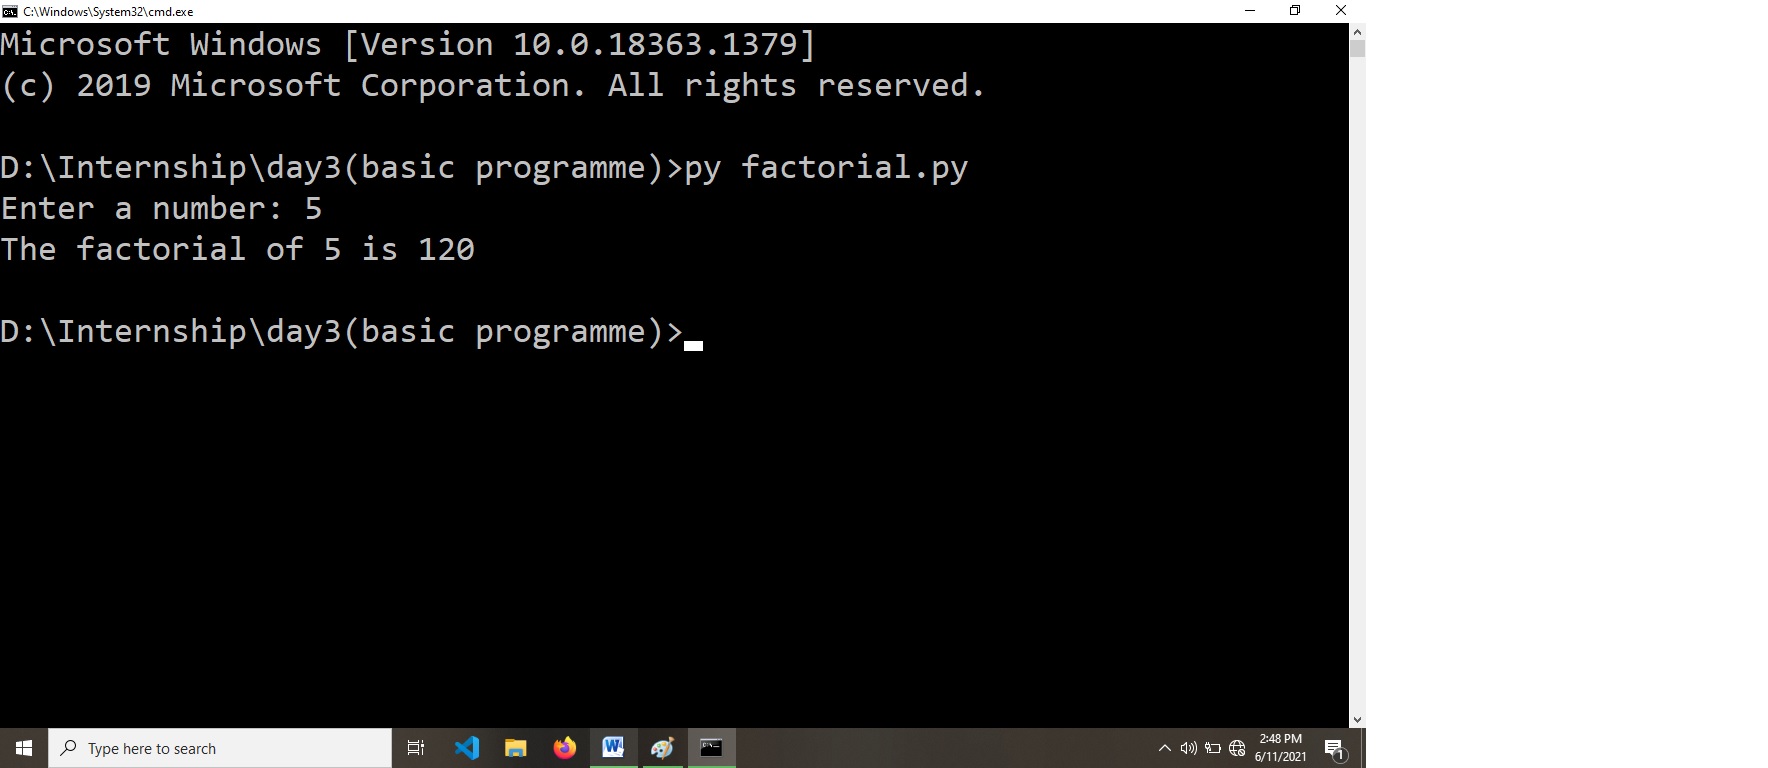 C:\Windows\System32\cmd.exe
Microsoft Windows [Version 10.0.18363.1379]
(c) 2019 Microsoft Corporation. All rights reserved.
D:\Internship\day3(basic programme)>py factorial.py
Enter a number: 5
The factorial of 5 is 120
D:\Internship\day3(basic programme)>
Type here to search
2:48 PM
6/11/2021
1